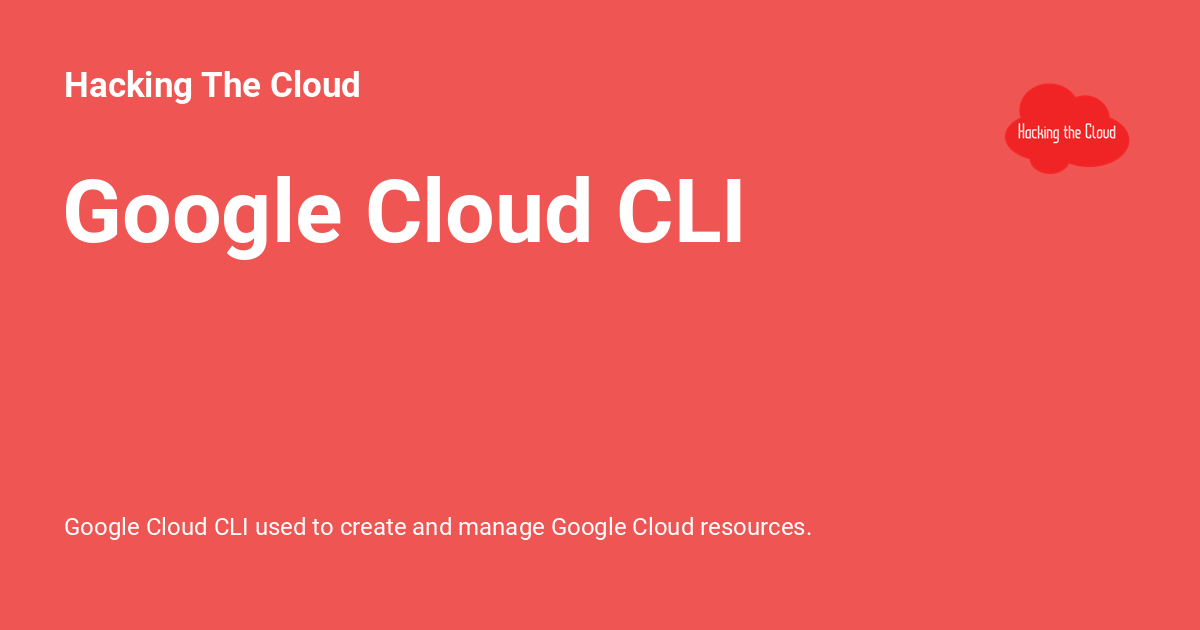 Hacking The Cloud
Hacking the Cloud
Google Cloud CLI
Google Cloud CLI used to create and manage Google Cloud resources.